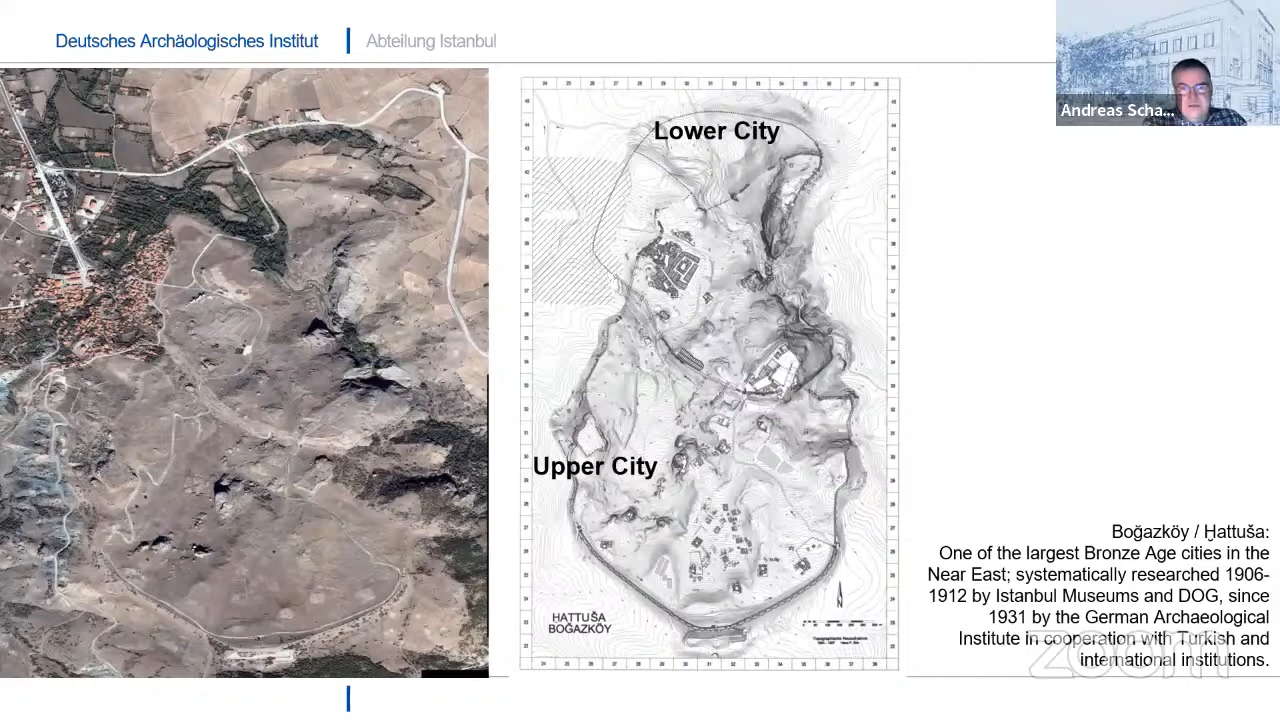 Deutsches Archäologisches Institut
Abteilung Istanbul
Andreas Scha...
Lower City
Upper City
HATTUŠA
BOĞAZKÖY
N
Boğazköy / Ḫattuša:
One of the largest Bronze Age cities in the
Near East; systematically researched 1906-
1912 by Istanbul Museums and DOG, since
1931 by the German Archaeological
Institute in cooperation with Turkish and
international institutions.
zoom